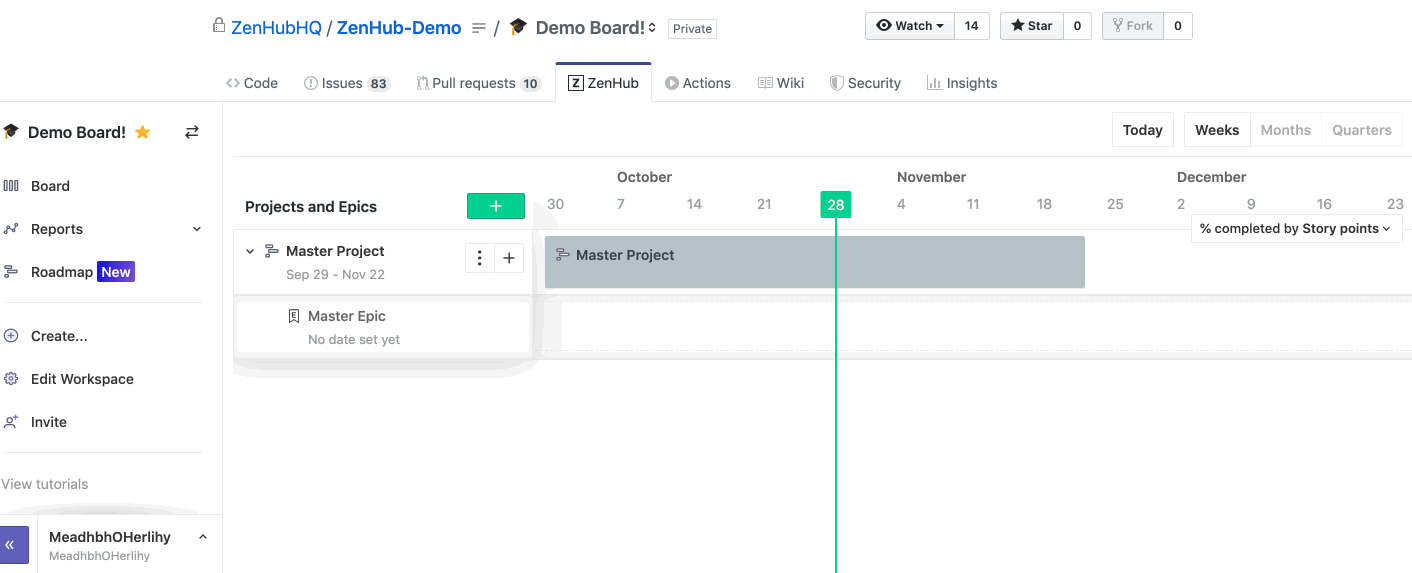 ZenHubHQ / ZenHub-Demo / Demo Board! Private
Watch 14 Star 0 Fork 0
Code Issues 83 Pull requests 10 Z ZenHub Actions Wiki Security Insights
Demo Board!
Board
Reports
Roadmap New
Create...
Edit Workspace
Invite
View tutorials
MeadhbhOHerlihy
MeadhbhOHerlihy
Today Weeks Months Quarters
October November December
Projects and Epics + 30 7 14 21 28 4 11 18 25 2 9 16 23
% completed by Story points
Master Project
Sep 29 - Nov 22
Master Project
Master Epic
No date set yet